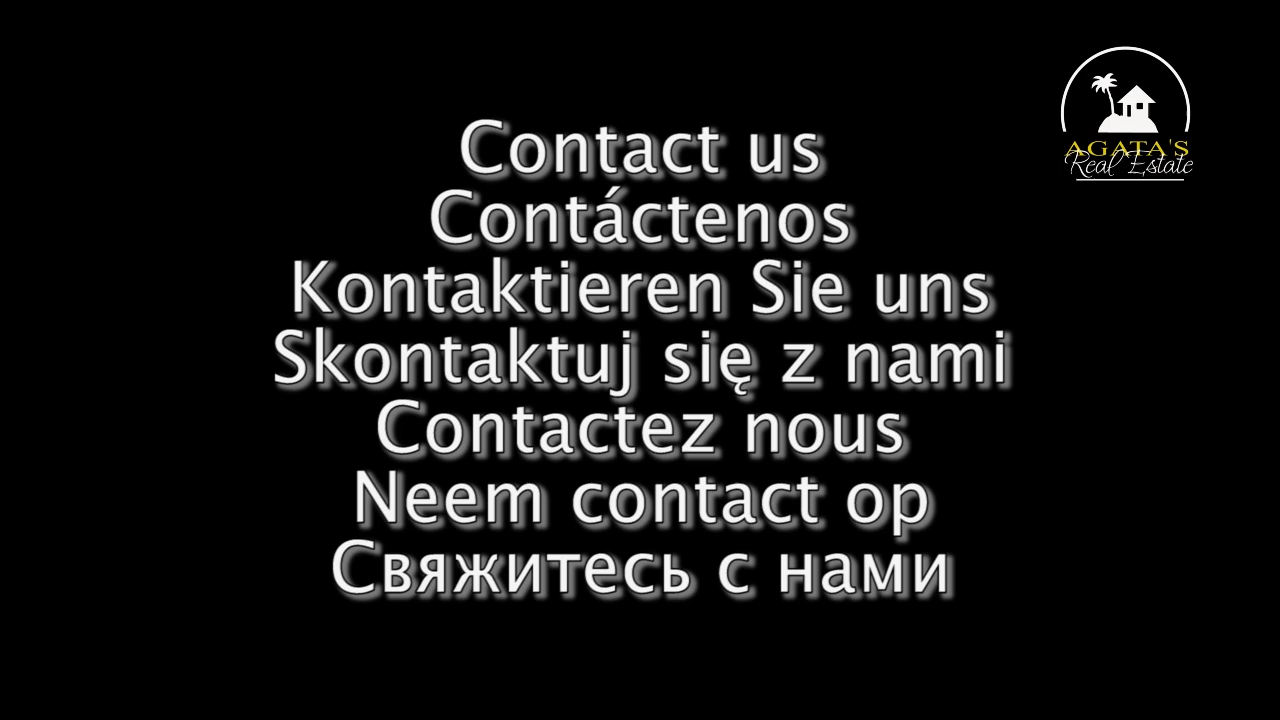 AGATA'S
Real Estate
Contact us
Contáctenos
Kontaktieren Sie uns
Skontaktuj się z nami
Contactez nous
Neem contact op
Свяжитесь с нами